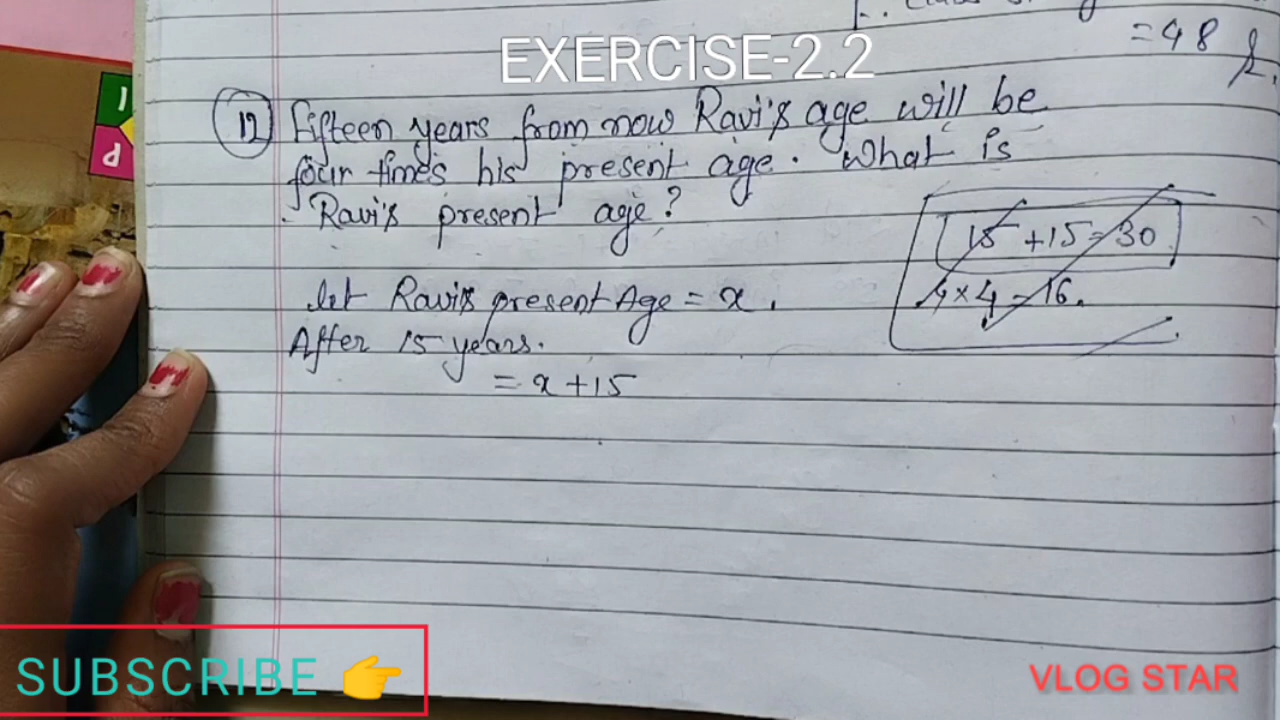 = 48
EXERCISE-2.2
12 Fifteen years from now Ravi's age will be
four times his present age. What is
Ravi's present age?
15 + 15 = 30
4 × 4 = 16.
let Ravi's present Age = x.
After 15 years.
= x + 15
SUBSCRIBE 👉
VLOG STAR